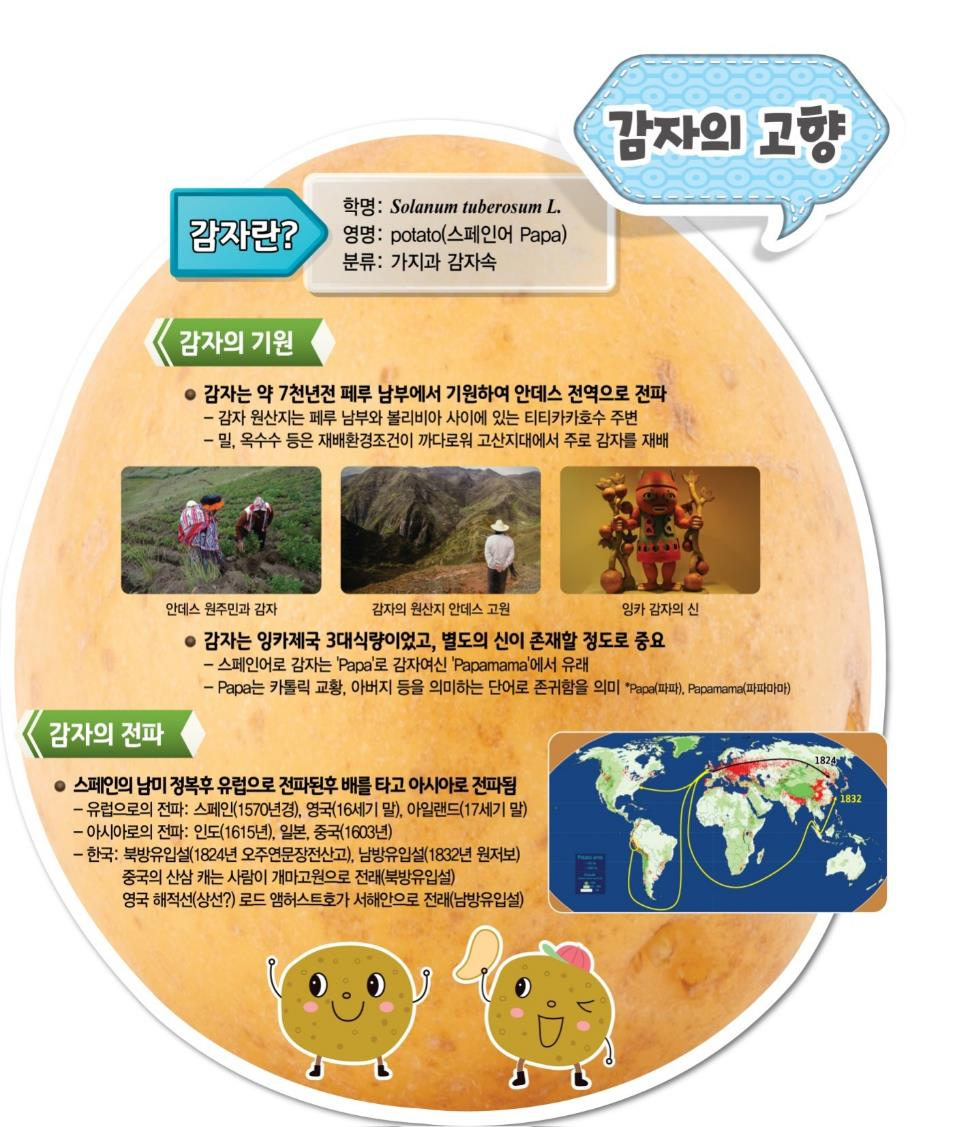 감자의 고향
감자란?
학명: Solanum tuberosum L.
영명: potato(스페인어 Papa)
분류: 가지과 감자속
감자의 기원
감자는 약 7천년전 페루 남부에서 기원하여 안데스 전역으로 전파
– 감자 원산지는 페루 남부와 볼리비아 사이에 있는 티티카카호수 주변
– 밀, 옥수수 등은 재배환경조건이 까다로워 고산지대에서 주로 감자를 재배
안데스 원주민과 감자
감자의 원산지 안데스 고원
잉카 감자의 신
감자는 잉카제국 3대식량이었고, 별도의 신이 존재할 정도로 중요
– 스페인어로 감자는 'Papa'로 감자여신 'Papamama'에서 유래
– Papa는 카톨릭 교황, 아버지 등을 의미하는 단어로 존귀함을 의미 *Papa(파파), Papamama(파파마마)
감자의 전파
스페인의 남미 정복후 유럽으로 전파된후 배를 타고 아시아로 전파됨
– 유럽으로의 전파: 스페인(1570년경), 영국(16세기 말), 아일랜드(17세기 말)
– 아시아로의 전파: 인도(1615년), 일본, 중국(1603년)
– 한국: 북방유입설(1824년 오주연문장전산고), 남방유입설(1832년 원저보)
중국의 산삼 캐는 사람이 개마고원으로 전래(북방유입설)
영국 해적선(상선?) 로드 앰허스트호가 서해안으로 전래(남방유입설)
1824
1832